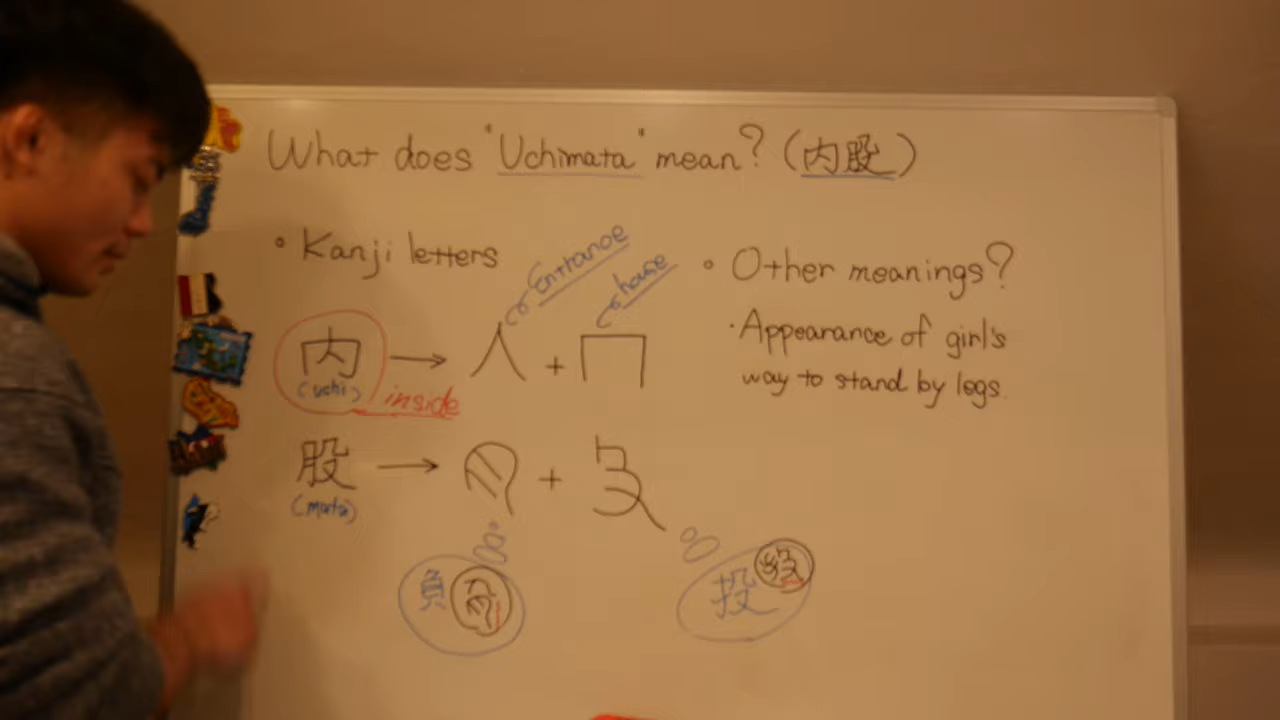 What does "Uchimata" mean? (内股)
• Kanji letters
Entrance
house
内 → 人 + 冂
(uchi)
inside
股 → 月 + 殳
(mata)
負
投
• Other meanings?
· Appearance of girl's
way to stand by legs.